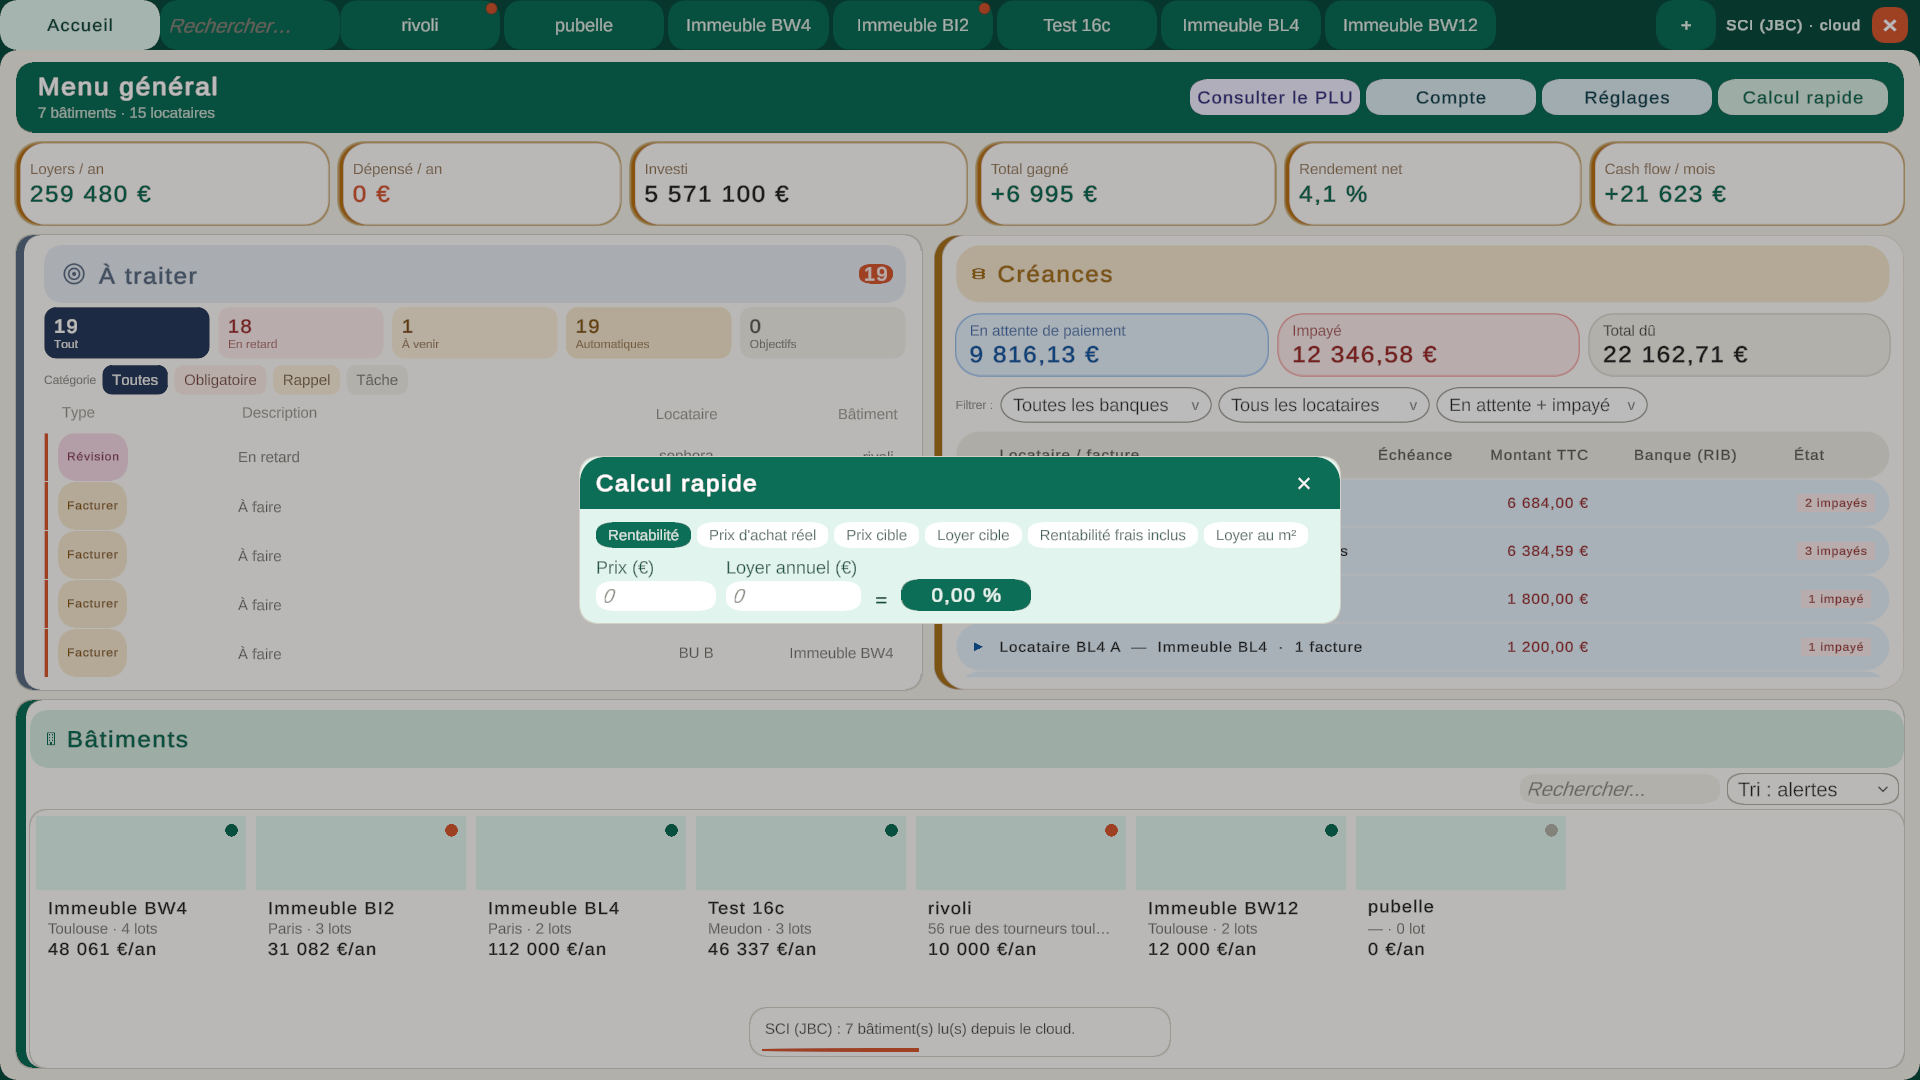 Accueil
Rechercher...
rivoli
pubelle
Immeuble BW4
Immeuble BI2
Test 16c
Immeuble BL4
Immeuble BW12
+
SCI (JBC) · cloud
Menu général
7 bâtiments · 15 locataires
Consulter le PLU
Compte
Réglages
Calcul rapide
Loyers / an
259 480 €
Dépensé / an
0 €
Investi
5 571 100 €
Total gagné
+6 995 €
Rendement net
4,1 %
Cash flow / mois
+21 623 €
À traiter
19
19
Tout
18
En retard
1
À venir
19
Automatiques
0
Objectifs
Catégorie
Toutes
Obligatoire
Rappel
Tâche
Type
Description
Locataire
Bâtiment
Révision
En retard
sephora
rivoli
Facturer
À faire
Facturer
À faire
Facturer
À faire
Facturer
À faire
BU B
Immeuble BW4
Créances
En attente de paiement
9 816,13 €
Impayé
12 346,58 €
Total dû
22 162,71 €
Filtrer :
Toutes les banques v
Tous les locataires v
En attente + impayé v
Locataire / facture
Échéance
Montant TTC
Banque (RIB)
État
6 684,00 €
2 impayés
s
6 384,59 €
3 impayés
1 800,00 €
1 impayé
Locataire BL4 A — Immeuble BL4 · 1 facture
1 200,00 €
1 impayé
Calcul rapide
×
Rentabilité
Prix d'achat réel
Prix cible
Loyer cible
Rentabilité frais inclus
Loyer au m²
Prix (€)
Loyer annuel (€)
0
0
=
0,00 %
Bâtiments
Rechercher...
Tri : alertes
Immeuble BW4
Toulouse · 4 lots
48 061 €/an
Immeuble BI2
Paris · 3 lots
31 082 €/an
Immeuble BL4
Paris · 2 lots
112 000 €/an
Test 16c
Meudon · 3 lots
46 337 €/an
rivoli
56 rue des tourneurs toul...
10 000 €/an
Immeuble BW12
Toulouse · 2 lots
12 000 €/an
pubelle
— · 0 lot
0 €/an
SCI (JBC) : 7 bâtiment(s) lu(s) depuis le cloud.